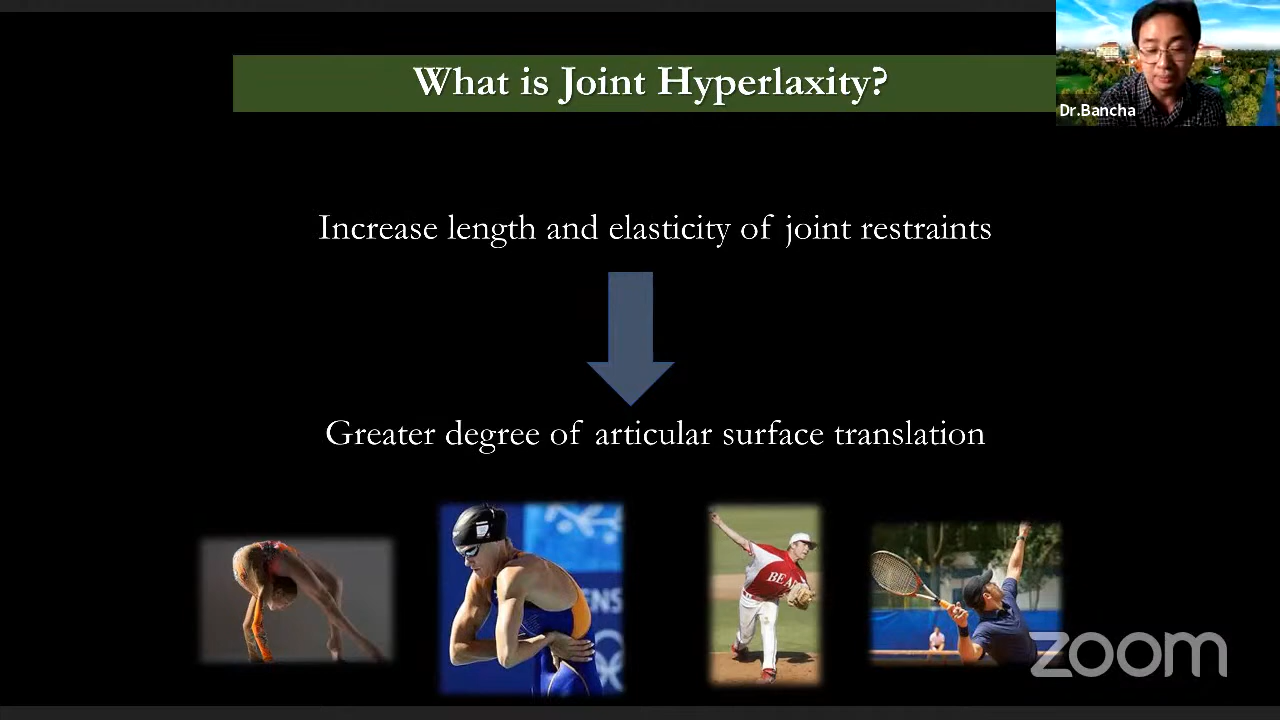 What is Joint Hyperlaxity?
Dr.Bancha
Increase length and elasticity of joint restraints
Greater degree of articular surface translation
ENS
BEA
zoom